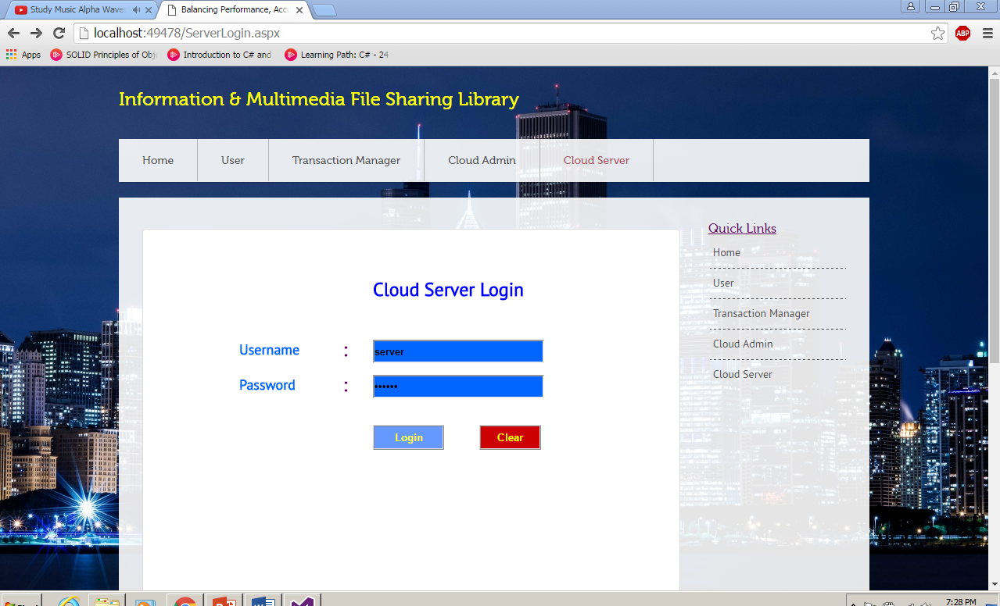 Study Music Alpha Wave
Balancing Performance, Acc
localhost:49478/ServerLogin.aspx
ABP
Apps
SOLID Principles of Obj
Introduction to C# and
Learning Path: C# - 24
Information & Multimedia File Sharing Library
Home
User
Transaction Manager
Cloud Admin
Cloud Server
Cloud Server Login
Username :
server
Password :
••••••
Login
Clear
Quick Links
Home
User
Transaction Manager
Cloud Admin
Cloud Server
7:28 PM